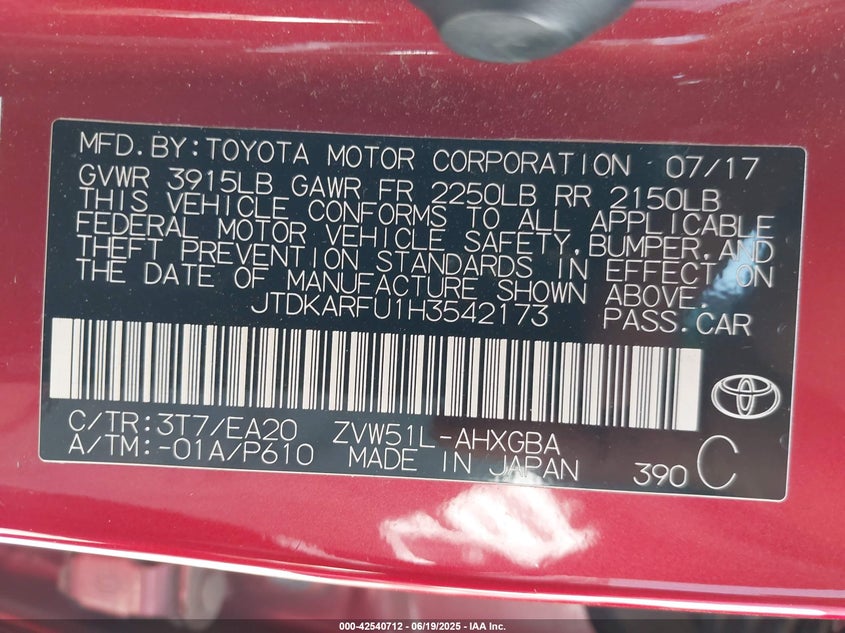 MFD.BY:TOYOTA MOTOR CORPORATION 07/17
GVWR 3915LB GAWR FR 2250LB RR 2150LB
THIS VEHICLE CONFORMS TO ALL APPLICABLE
FEDERAL MOTOR VEHICLE SAFETY,BUMPER,AND
THEFT PREVENTION STANDARDS IN EFFECT ON
THE DATE OF MANUFACTURE SHOWN ABOVE.
JTDKARFU1H3542173 PASS.CAR
C/TR:3T7/EA20 ZVW51L-AHXGBA
A/TM:-01A/P610 MADE IN JAPAN 390 C
000-42540712 - 06/19/2025 - IAA Inc.